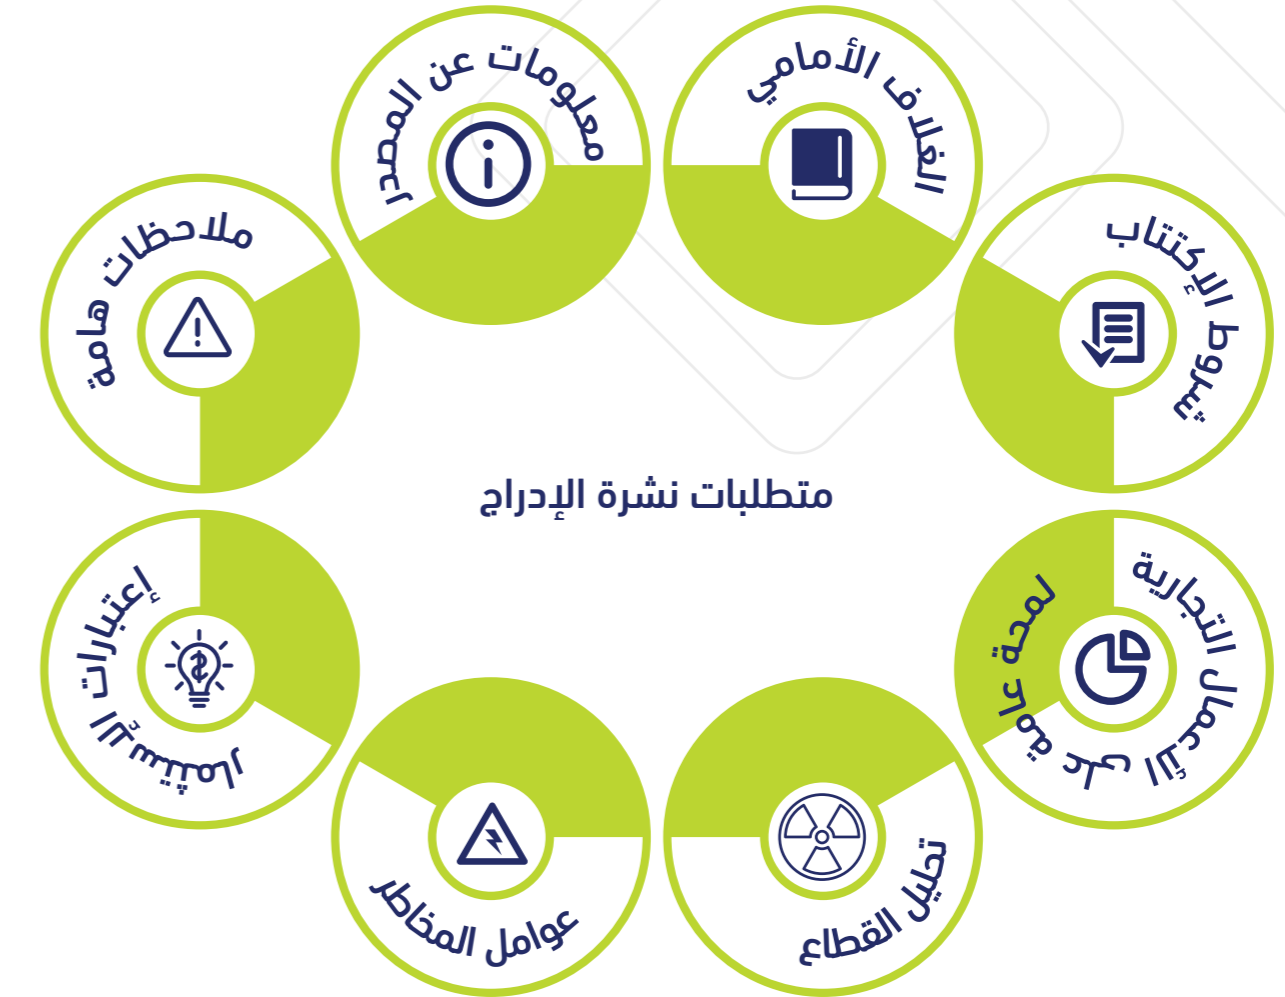 الغلاف الأمامي
معلومات عن المصدر
شروط الإكتتاب
ملاحظات هامة
متطلبات نشرة الإدراج
لمحة عامة على الأعمال التجارية
إعتبارات الإستثمار
تحليل القطاع
عوامل المخاطر